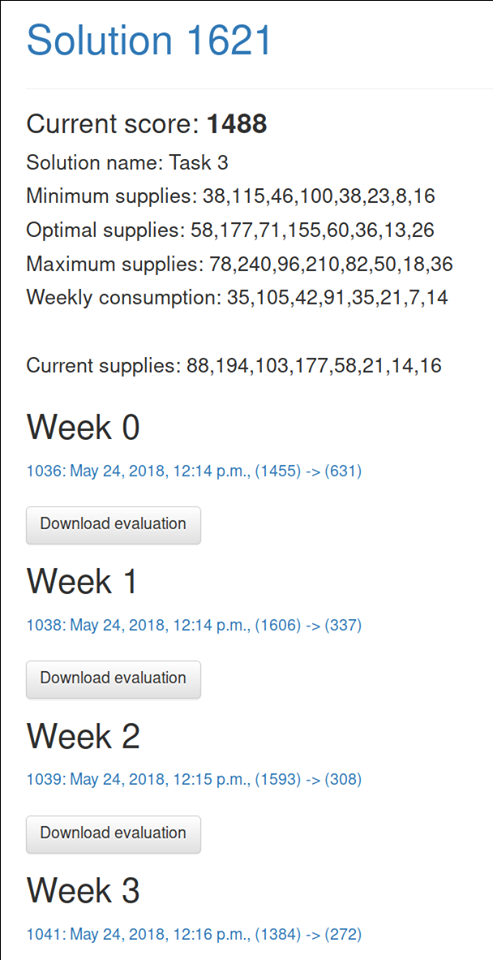 Solution 1621
Current score: 1488
Solution name: Task 3
Minimum supplies: 38,115,46,100,38,23,8,16
Optimal supplies: 58,177,71,155,60,36,13,26
Maximum supplies: 78,240,96,210,82,50,18,36
Weekly consumption: 35,105,42,91,35,21,7,14
Current supplies: 88,194,103,177,58,21,14,16
Week 0
1036: May 24, 2018, 12:14 p.m., (1455) -> (631)
Download evaluation
Week 1
1038: May 24, 2018, 12:14 p.m., (1606) -> (337)
Download evaluation
Week 2
1039: May 24, 2018, 12:15 p.m., (1593) -> (308)
Download evaluation
Week 3
1041: May 24, 2018, 12:16 p.m., (1384) -> (272)